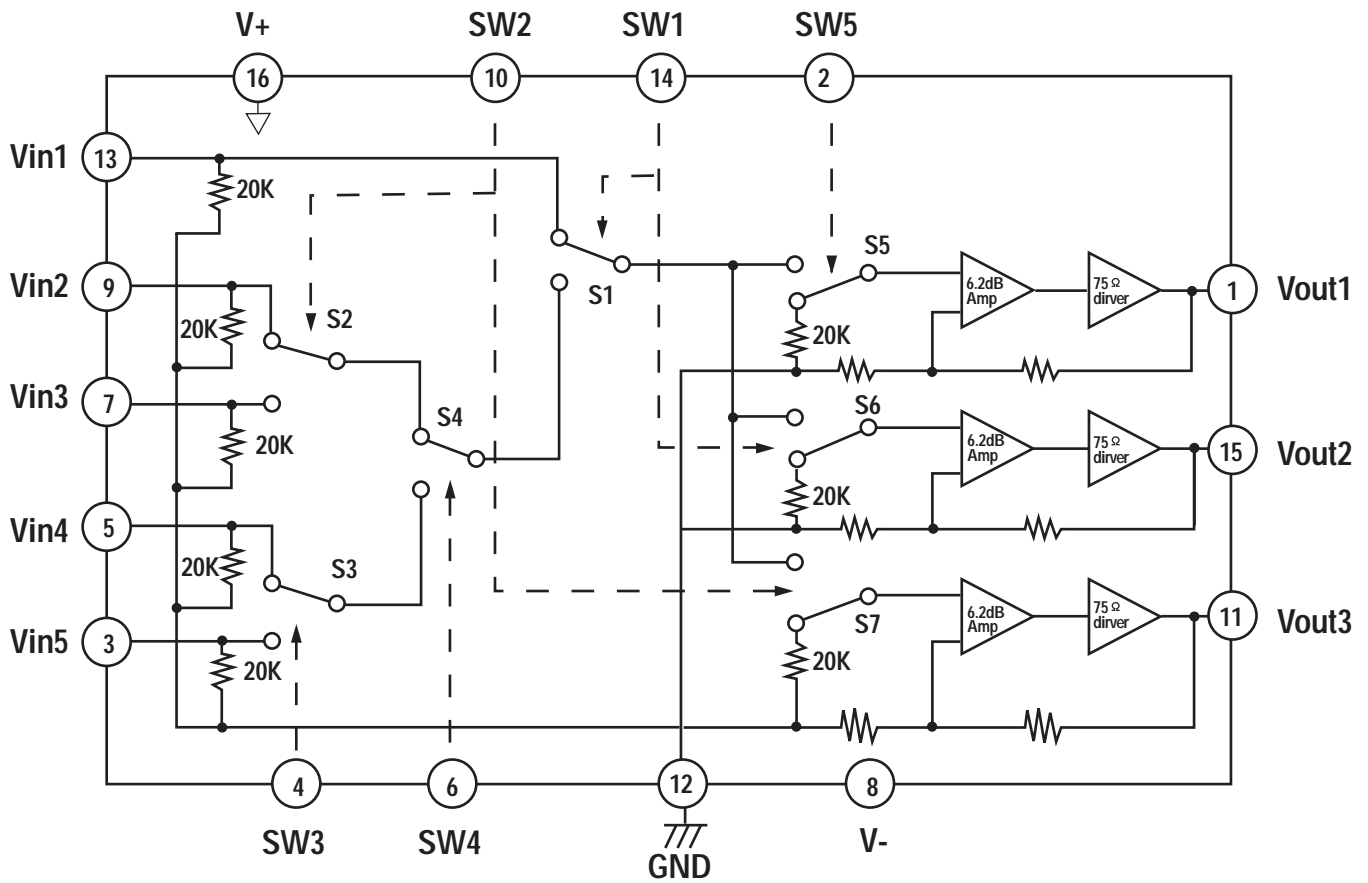 V+
SW2
SW1
SW5
16
10
14
2
Vin1
13
20K
Vin2
9
20K
S2
S1
S5
6.2dB
Amp
75 Ω
dirver
1
Vout1
20K
Vin3
7
20K
S4
S6
6.2dB
Amp
75 Ω
dirver
15
Vout2
20K
Vin4
5
20K
S3
Vin5
3
20K
S7
6.2dB
Amp
75 Ω
dirver
11
Vout3
20K
4
6
12
8
SW3
SW4
GND
V-